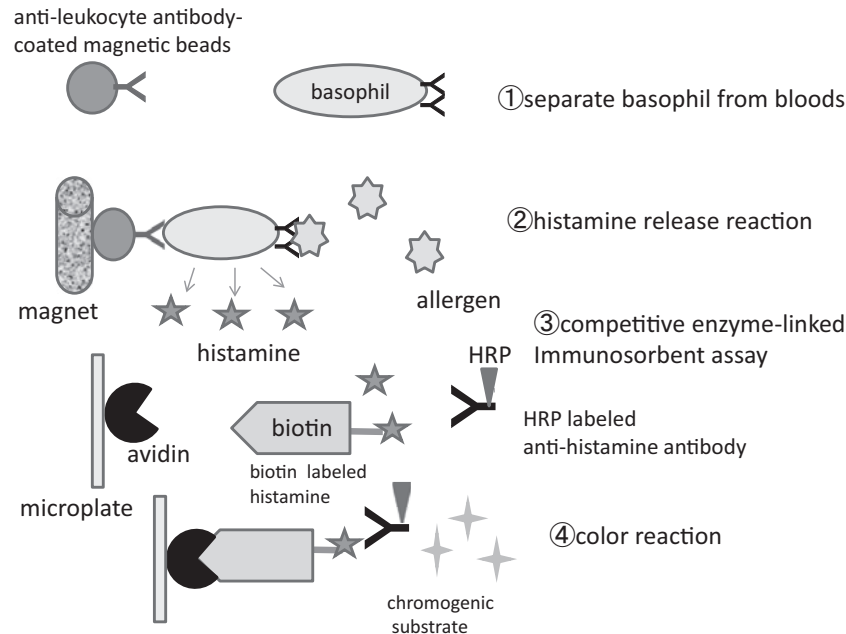 anti-leukocyte antibody-
coated magnetic beads
basophil
①separate basophil from bloods
②histamine release reaction
magnet
allergen
histamine
③competitive enzyme-linked
Immunosorbent assay
HRP
biotin
HRP labeled
anti-histamine antibody
avidin
biotin labeled
histamine
microplate
④color reaction
chromogenic
substrate